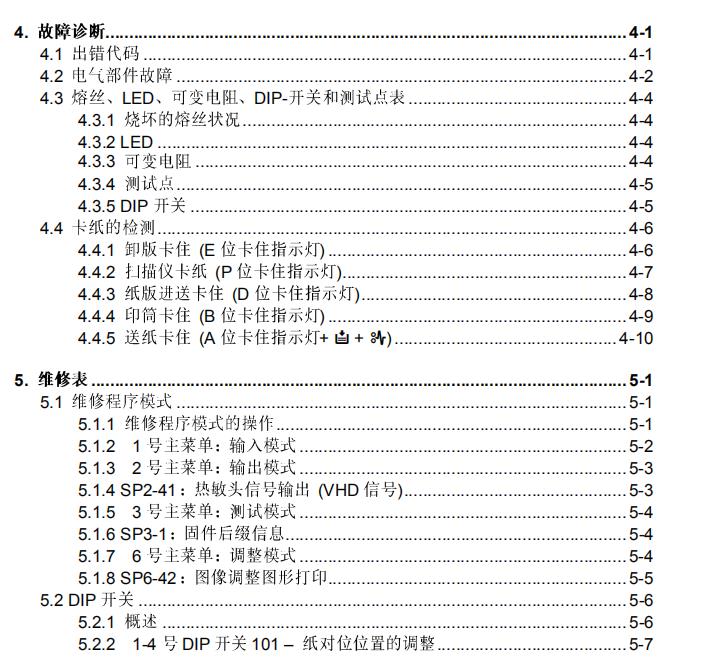 4. 故障诊断 4-1
4.1 出错代码 4-1
4.2 电气部件故障 4-2
4.3 熔丝、LED、可变电阻、DIP-开关和测试点表 4-4
4.3.1 烧坏的熔丝状况 4-4
4.3.2 LED 4-4
4.3.3 可变电阻 4-4
4.3.4 测试点 4-5
4.3.5 DIP 开关 4-5
4.4 卡纸的检测 4-6
4.4.1 卸版卡住 (E 位卡住指示灯) 4-6
4.4.2 扫描仪卡纸 (P 位卡住指示灯) 4-7
4.4.3 纸版进送卡住 (D 位卡住指示灯) 4-8
4.4.4 印筒卡住 (B 位卡住指示灯) 4-9
4.4.5 送纸卡住 (A 位卡住指示灯+ + ) 4-10
5. 维修表 5-1
5.1 维修程序模式 5-1
5.1.1 维修程序模式的操作 5-1
5.1.2 1 号主菜单：输入模式 5-2
5.1.3 2 号主菜单：输出模式 5-3
5.1.4 SP2-41：热敏头信号输出 (VHD 信号) 5-3
5.1.5 3 号主菜单：测试模式 5-4
5.1.6 SP3-1：固件后缀信息 5-4
5.1.7 6 号主菜单：调整模式 5-4
5.1.8 SP6-42：图像调整图形打印 5-5
5.2 DIP 开关 5-6
5.2.1 概述 5-6
5.2.2 1-4 号 DIP 开关 101 – 纸对位位置的调整 5-7